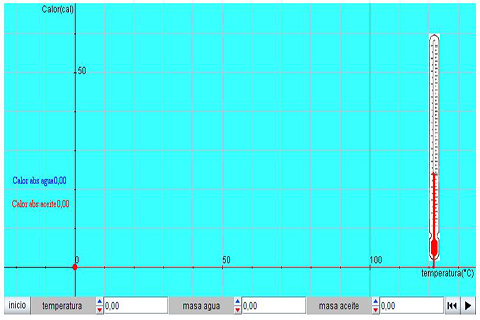 Calor(cal)
50
Calor abs agua0,00
Calor abs aceite0,00
0 50 100
temperatura(°C)
inicio temperatura 0,00 masa agua 0,00 masa aceite 0,00